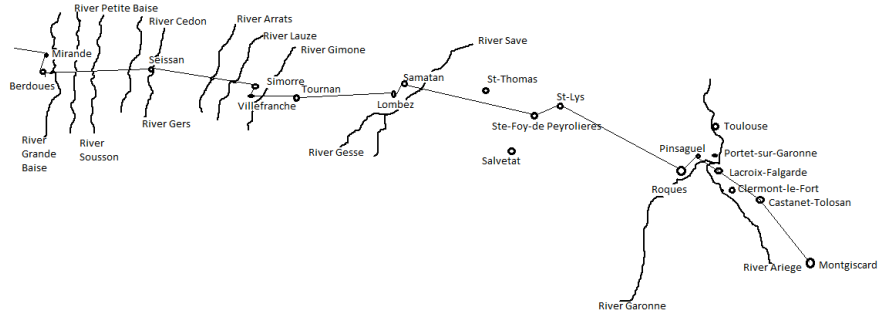 River Petite Baise
River Cedon
River Arrats
River Lauze
River Gimone
River Save
Mirande
Seissan
Berdoues
Simorre
Tournan
Villefranche
Samatan
Lombez
St-Thomas
St-Lys
Ste-Foy-de Peyrolieres
River Gers
River Grande Baise
River Sousson
River Gesse
Salvetat
Toulouse
Pinsaguel
Portet-sur-Garonne
Lacroix-Falgarde
Roques
Clermont-le-Fort
Castanet-Tolosan
River Ariege
Montgiscard
River Garonne